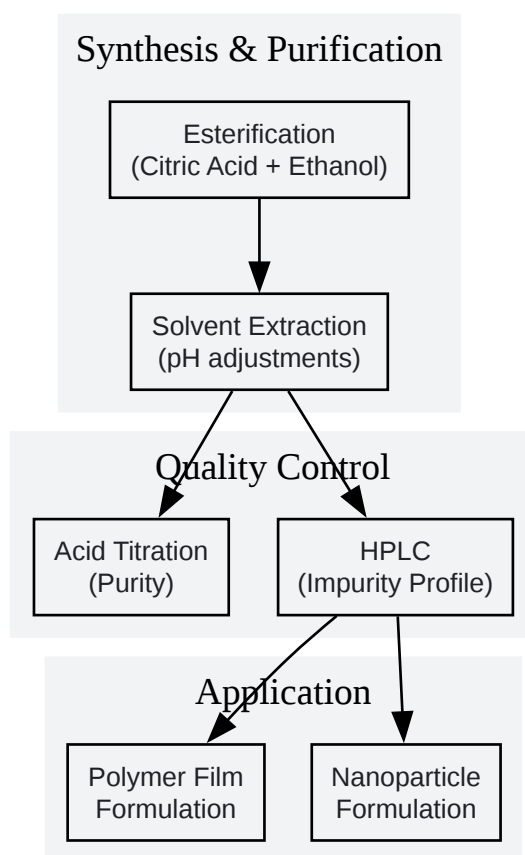 Synthesis & Purification
Esterification
(Citric Acid + Ethanol)
Solvent Extraction
(pH adjustments)
Quality Control
Acid Titration
(Purity)
HPLC
(Impurity Profile)
Application
Polymer Film
Formulation
Nanoparticle
Formulation